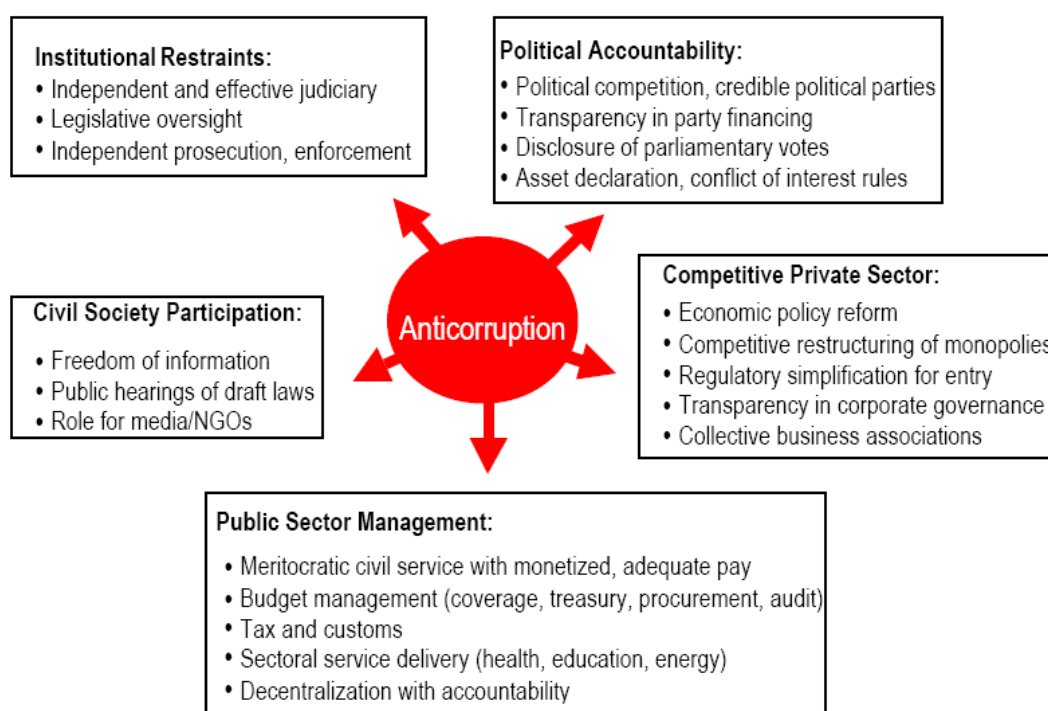 Institutional Restraints:
• Independent and effective judiciary
• Legislative oversight
• Independent prosecution, enforcement
Political Accountability:
• Political competition, credible political parties
• Transparency in party financing
• Disclosure of parliamentary votes
• Asset declaration, conflict of interest rules
Civil Society Participation:
• Freedom of information
• Public hearings of draft laws
• Role for media/NGOs
Anticorruption
Competitive Private Sector:
• Economic policy reform
• Competitive restructuring of monopolies
• Regulatory simplification for entry
• Transparency in corporate governance
• Collective business associations
Public Sector Management:
• Meritocratic civil service with monetized, adequate pay
• Budget management (coverage, treasury, procurement, audit)
• Tax and customs
• Sectoral service delivery (health, education, energy)
• Decentralization with accountability